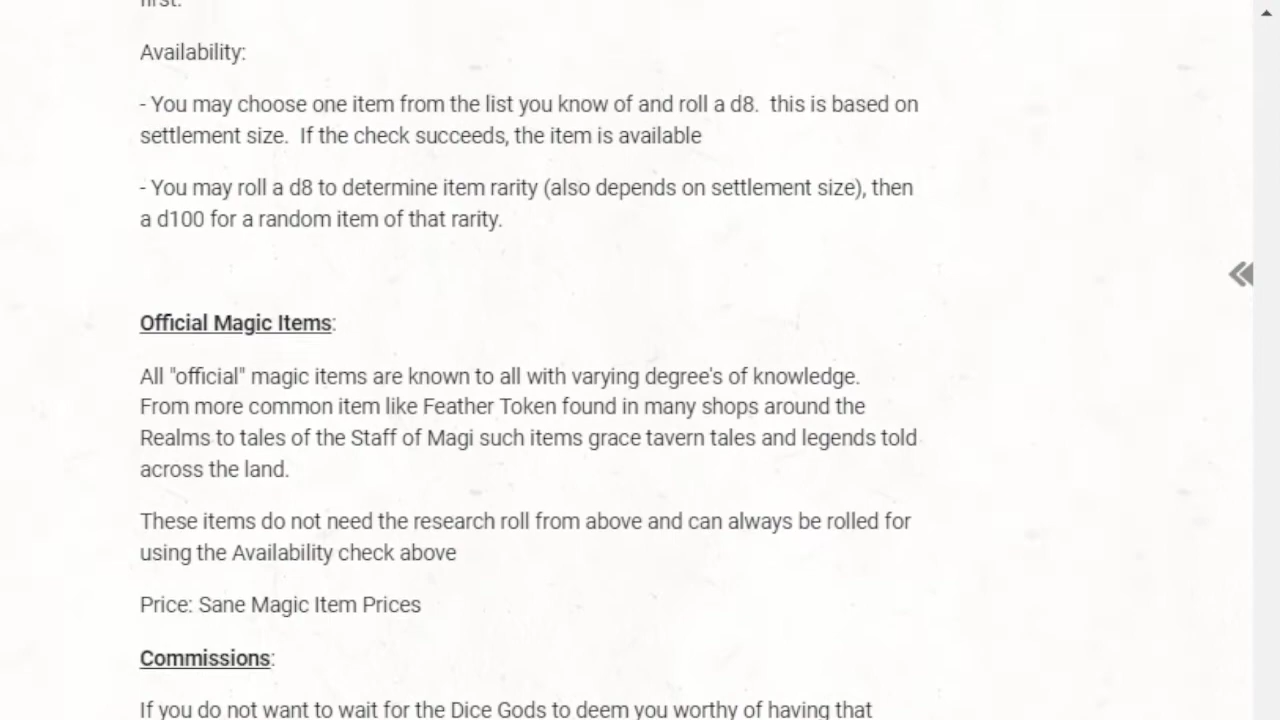 first.
Availability:
- You may choose one item from the list you know of and roll a d8.  this is based on
settlement size.  If the check succeeds, the item is available
- You may roll a d8 to determine item rarity (also depends on settlement size), then
a d100 for a random item of that rarity.
Official Magic Items:
All "official" magic items are known to all with varying degree's of knowledge.
From more common item like Feather Token found in many shops around the
Realms to tales of the Staff of Magi such items grace tavern tales and legends told
across the land.
These items do not need the research roll from above and can always be rolled for
using the Availability check above
Price: Sane Magic Item Prices
Commissions:
If you do not want to wait for the Dice Gods to deem you worthy of having that